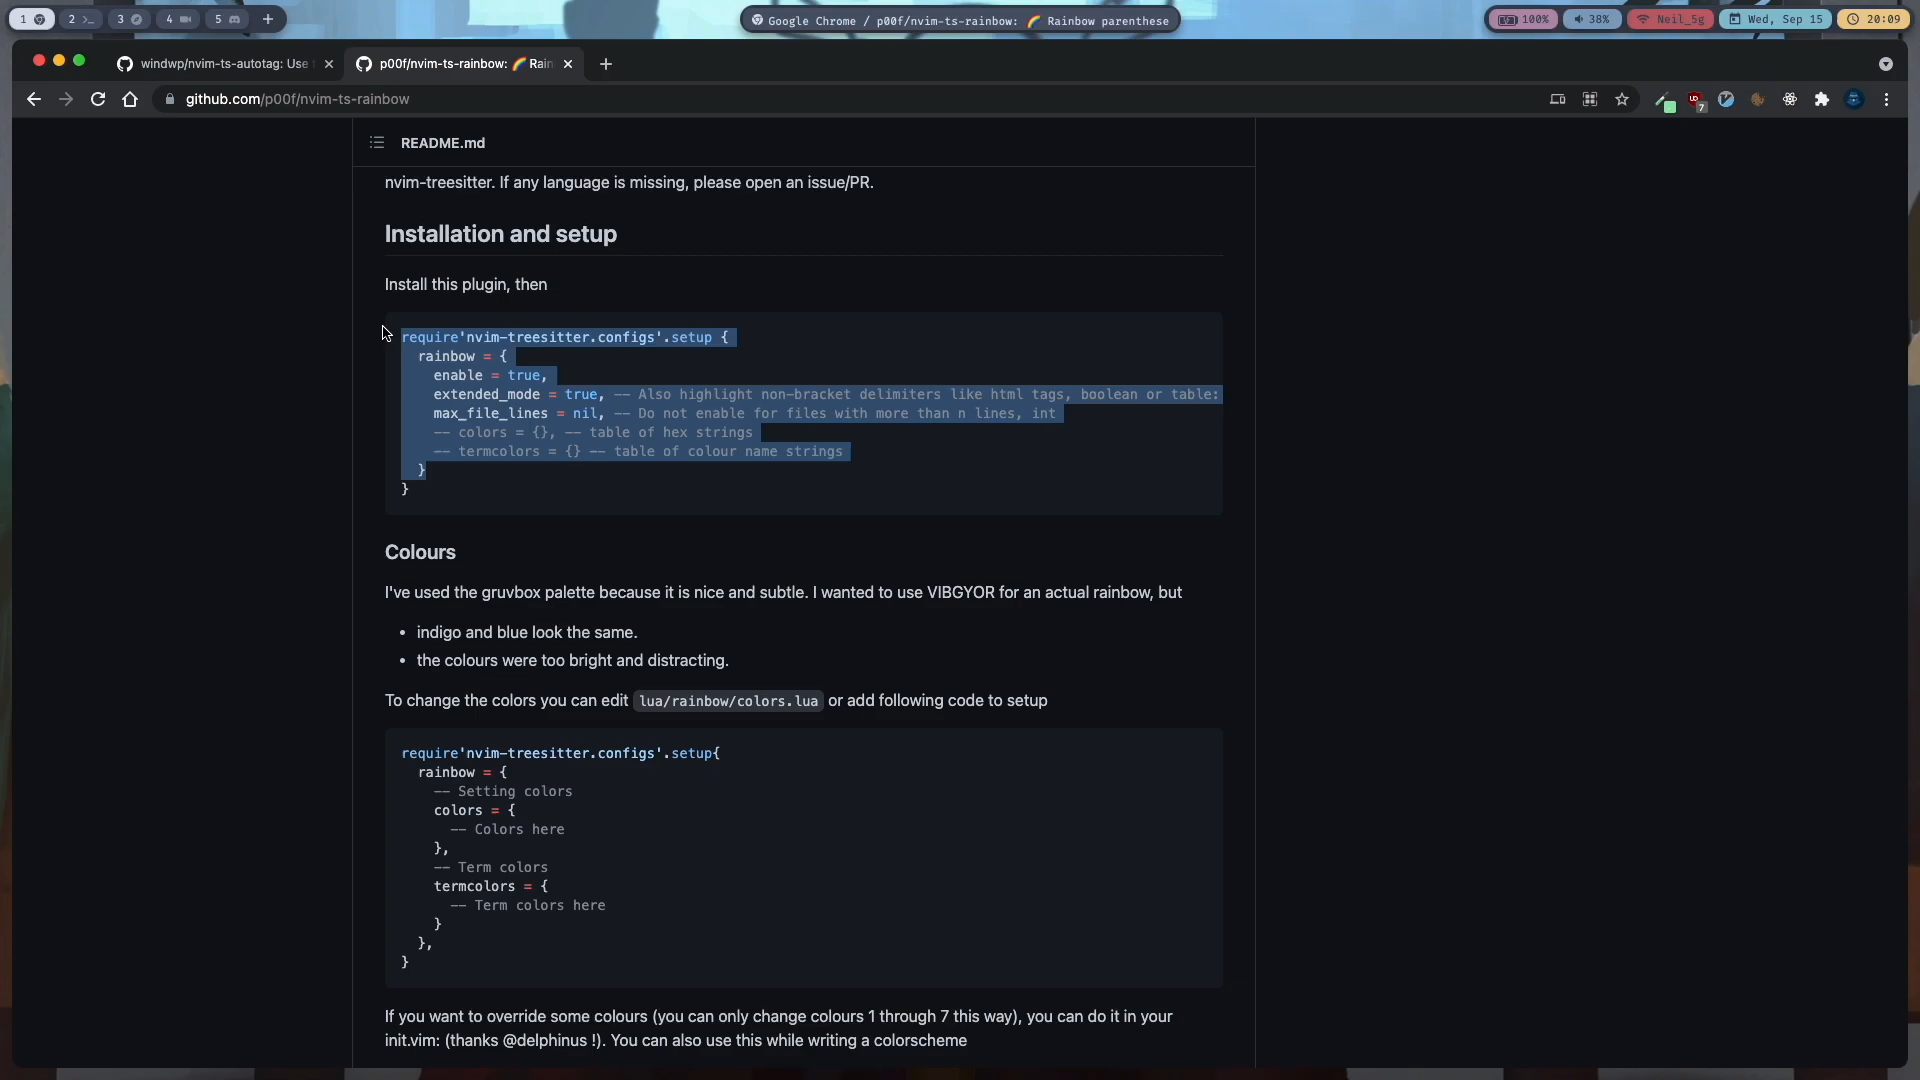 1 2 3 4 5 +
Google Chrome / p00f/nvim-ts-rainbow: 🌈 Rainbow parenthese
100% 38% Neil_5g Wed, Sep 15 20:09
windwp/nvim-ts-autotag: Use
p00f/nvim-ts-rainbow: 🌈 Rain
github.com/p00f/nvim-ts-rainbow
7
README.md
nvim-treesitter. If any language is missing, please open an issue/PR.
Installation and setup
Install this plugin, then
require'nvim-treesitter.configs'.setup {
rainbow = {
enable = true,
extended_mode = true, -- Also highlight non-bracket delimiters like html tags, boolean or table:
max_file_lines = nil, -- Do not enable for files with more than n lines, int
-- colors = {}, -- table of hex strings
-- termcolors = {} -- table of colour name strings
}
}
Colours
I've used the gruvbox palette because it is nice and subtle. I wanted to use VIBGYOR for an actual rainbow, but
• indigo and blue look the same.
• the colours were too bright and distracting.
To change the colors you can edit lua/rainbow/colors.lua or add following code to setup
require'nvim-treesitter.configs'.setup{
rainbow = {
-- Setting colors
colors = {
-- Colors here
},
-- Term colors
termcolors = {
-- Term colors here
}
},
}
If you want to override some colours (you can only change colours 1 through 7 this way), you can do it in your
init.vim: (thanks @delphinus !). You can also use this while writing a colorscheme